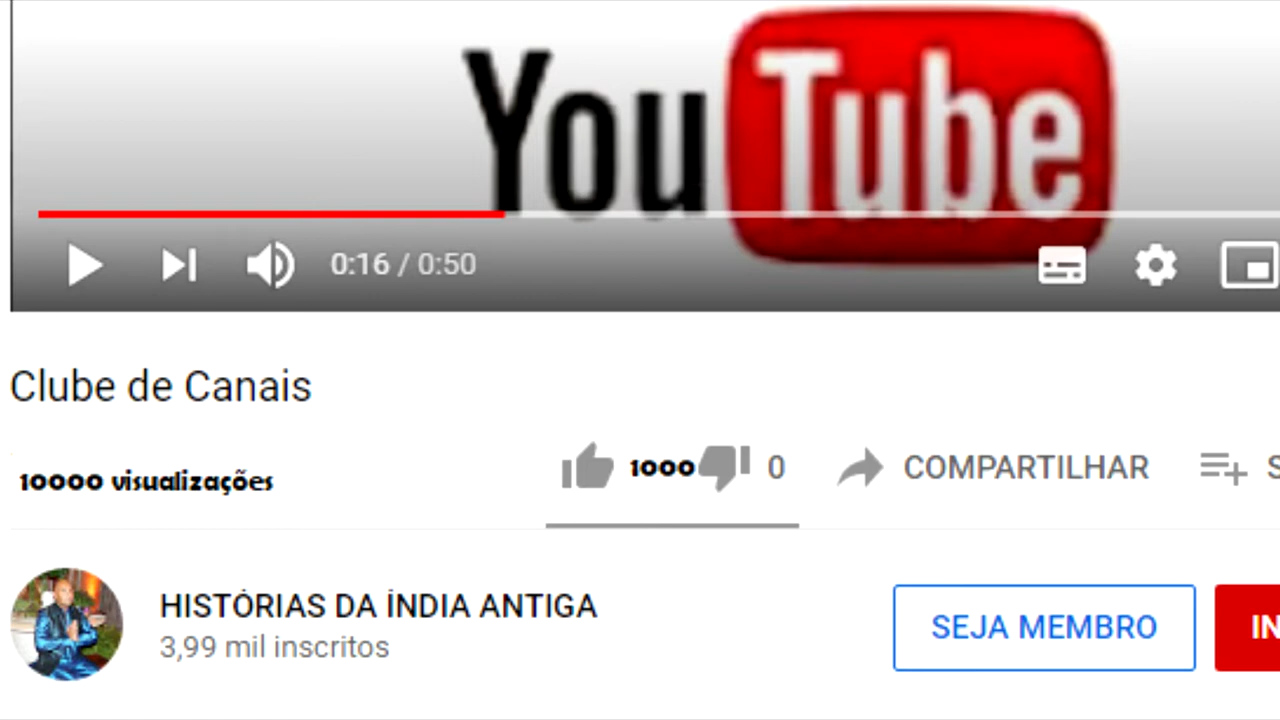 YouTube
0:16 / 0:50
Clube de Canais
10000 visualizações
1000 0 COMPARTILHAR S
HISTÓRIAS DA ÍNDIA ANTIGA
3,99 mil inscritos
SEJA MEMBRO
IN